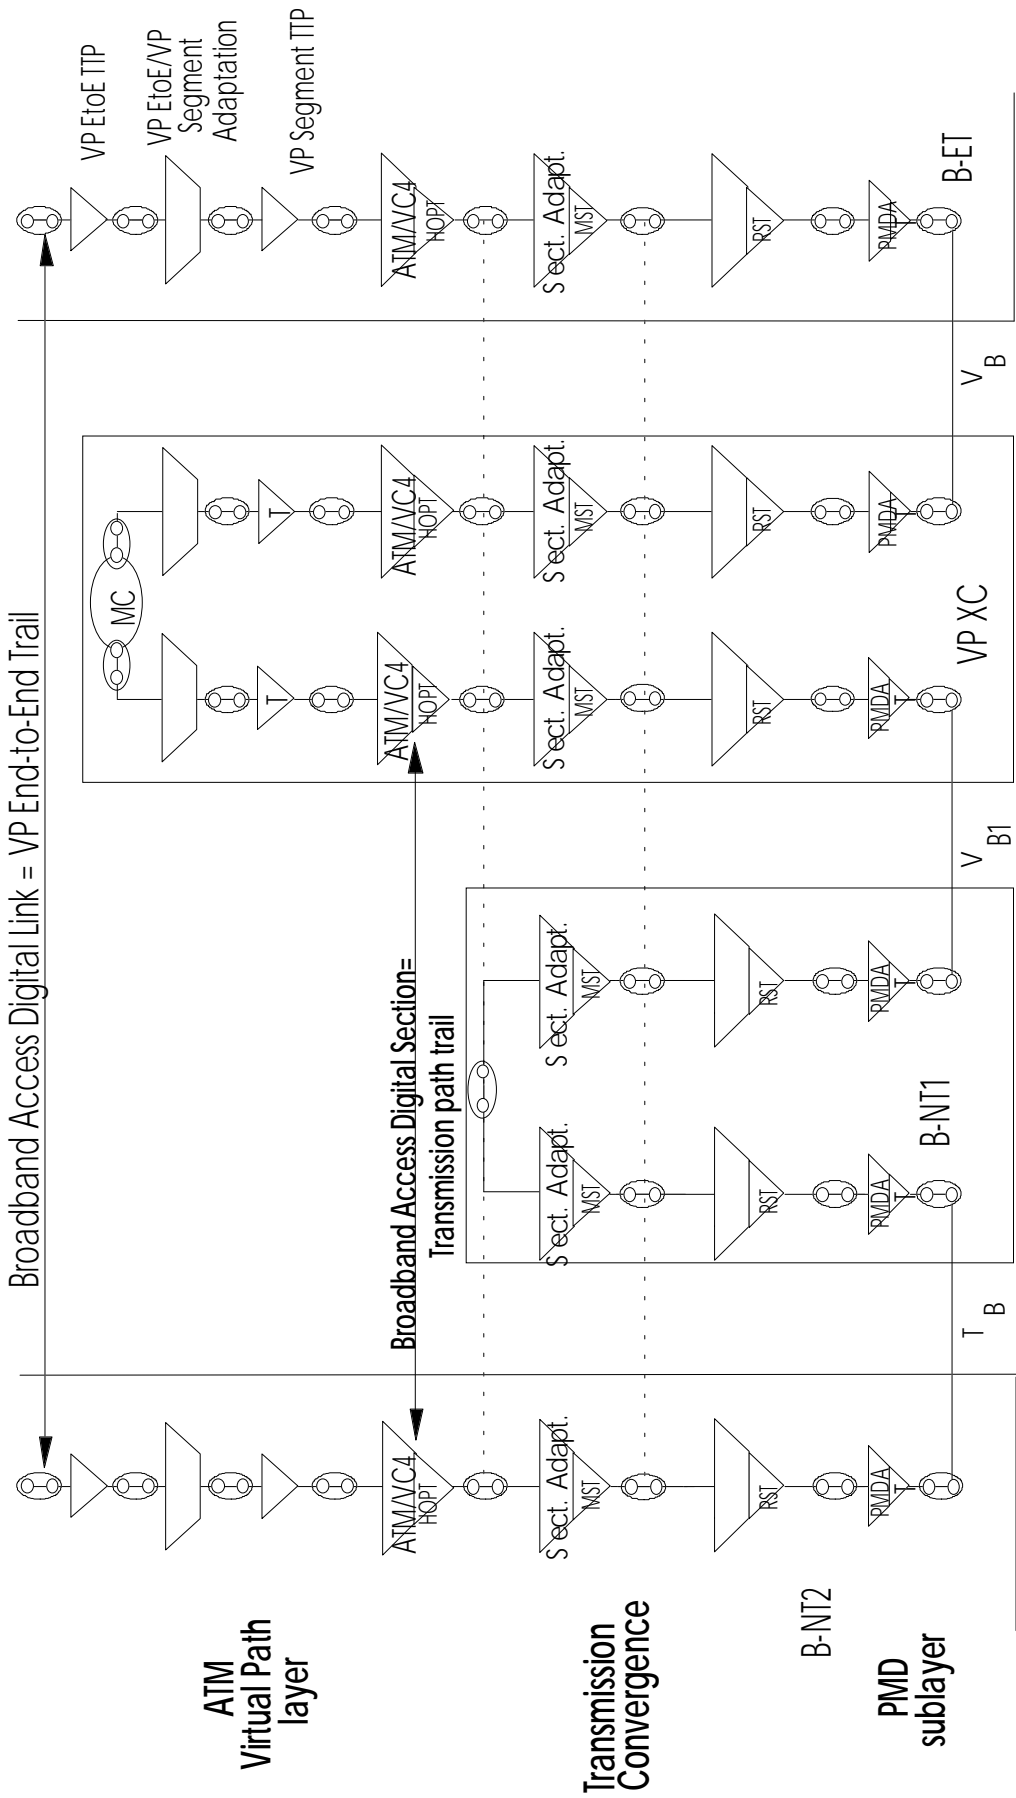 Broadband Access Digital Link = VP End-to-End Trail
VP EtoE TTP
MC
VP EtoE/VP
Segment
Adaptation
ATM
Virtual Path
layer
T
T
VP Segment TTP
ATM/VC4
HOPT
ATM/VC4
HOPT
ATM/VC4
HOPT
ATM/VC4
HOPT
Broadband Access Digital Section=
Transmission path trail
Transmission
Convergence
S ect. Adapt.
MST
S ect. Adapt.
MST
S ect. Adapt.
MST
S ect. Adapt.
MST
S ect. Adapt.
MST
S ect. Adapt.
MST
RST
RST
RST
RST
RST
RST
B-NT2
PMD
sublayer
PMDA
T
PMDA
T
PMDA
T
PMDA
T
PMDA
T
PMDA
T
B-NT1
VP XC
B-ET
T B
V B1
V B